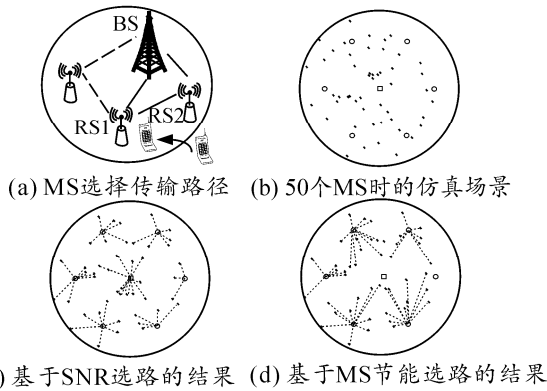 BS
RS1
RS2
(a) MS选择传输路径
(b) 50个MS时的仿真场景
) 基于SNR选路的结果
(d) 基于MS节能选路的结果